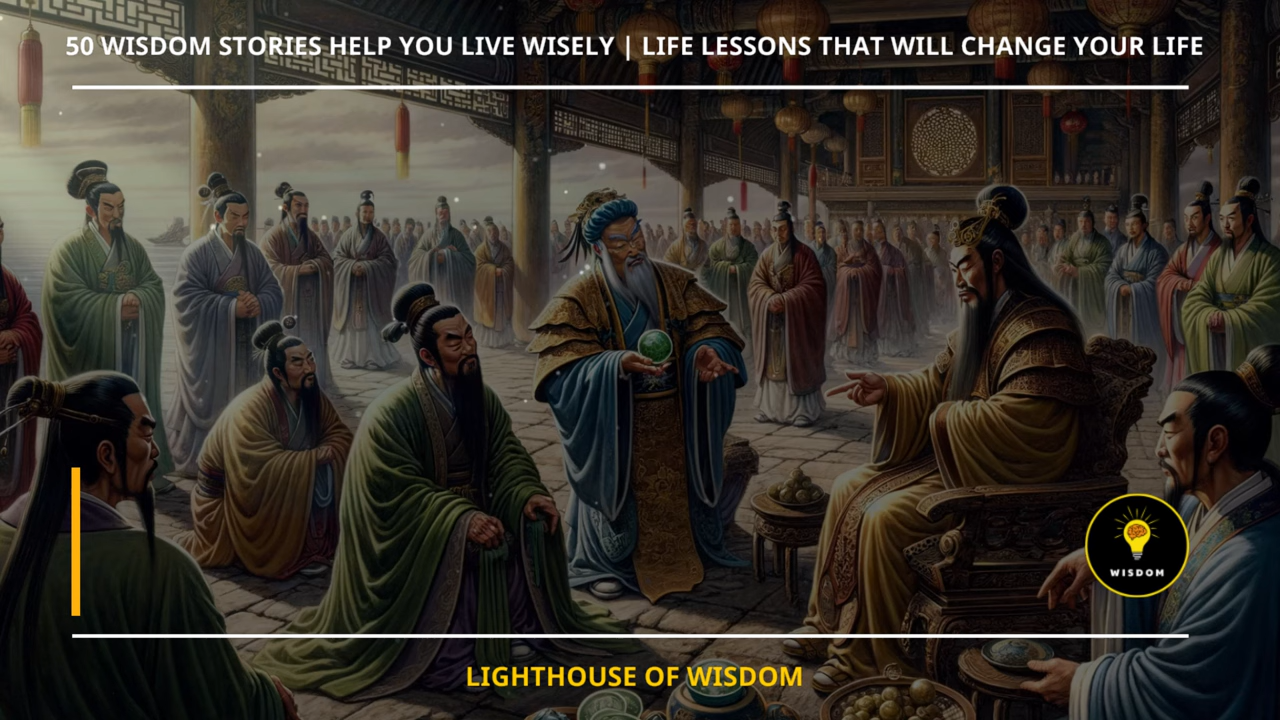 50 WISDOM STORIES HELP YOU LIVE WISELY | LIFE LESSONS THAT WILL CHANGE YOUR LIFE
WISDOM
LIGHTHOUSE OF WISDOM